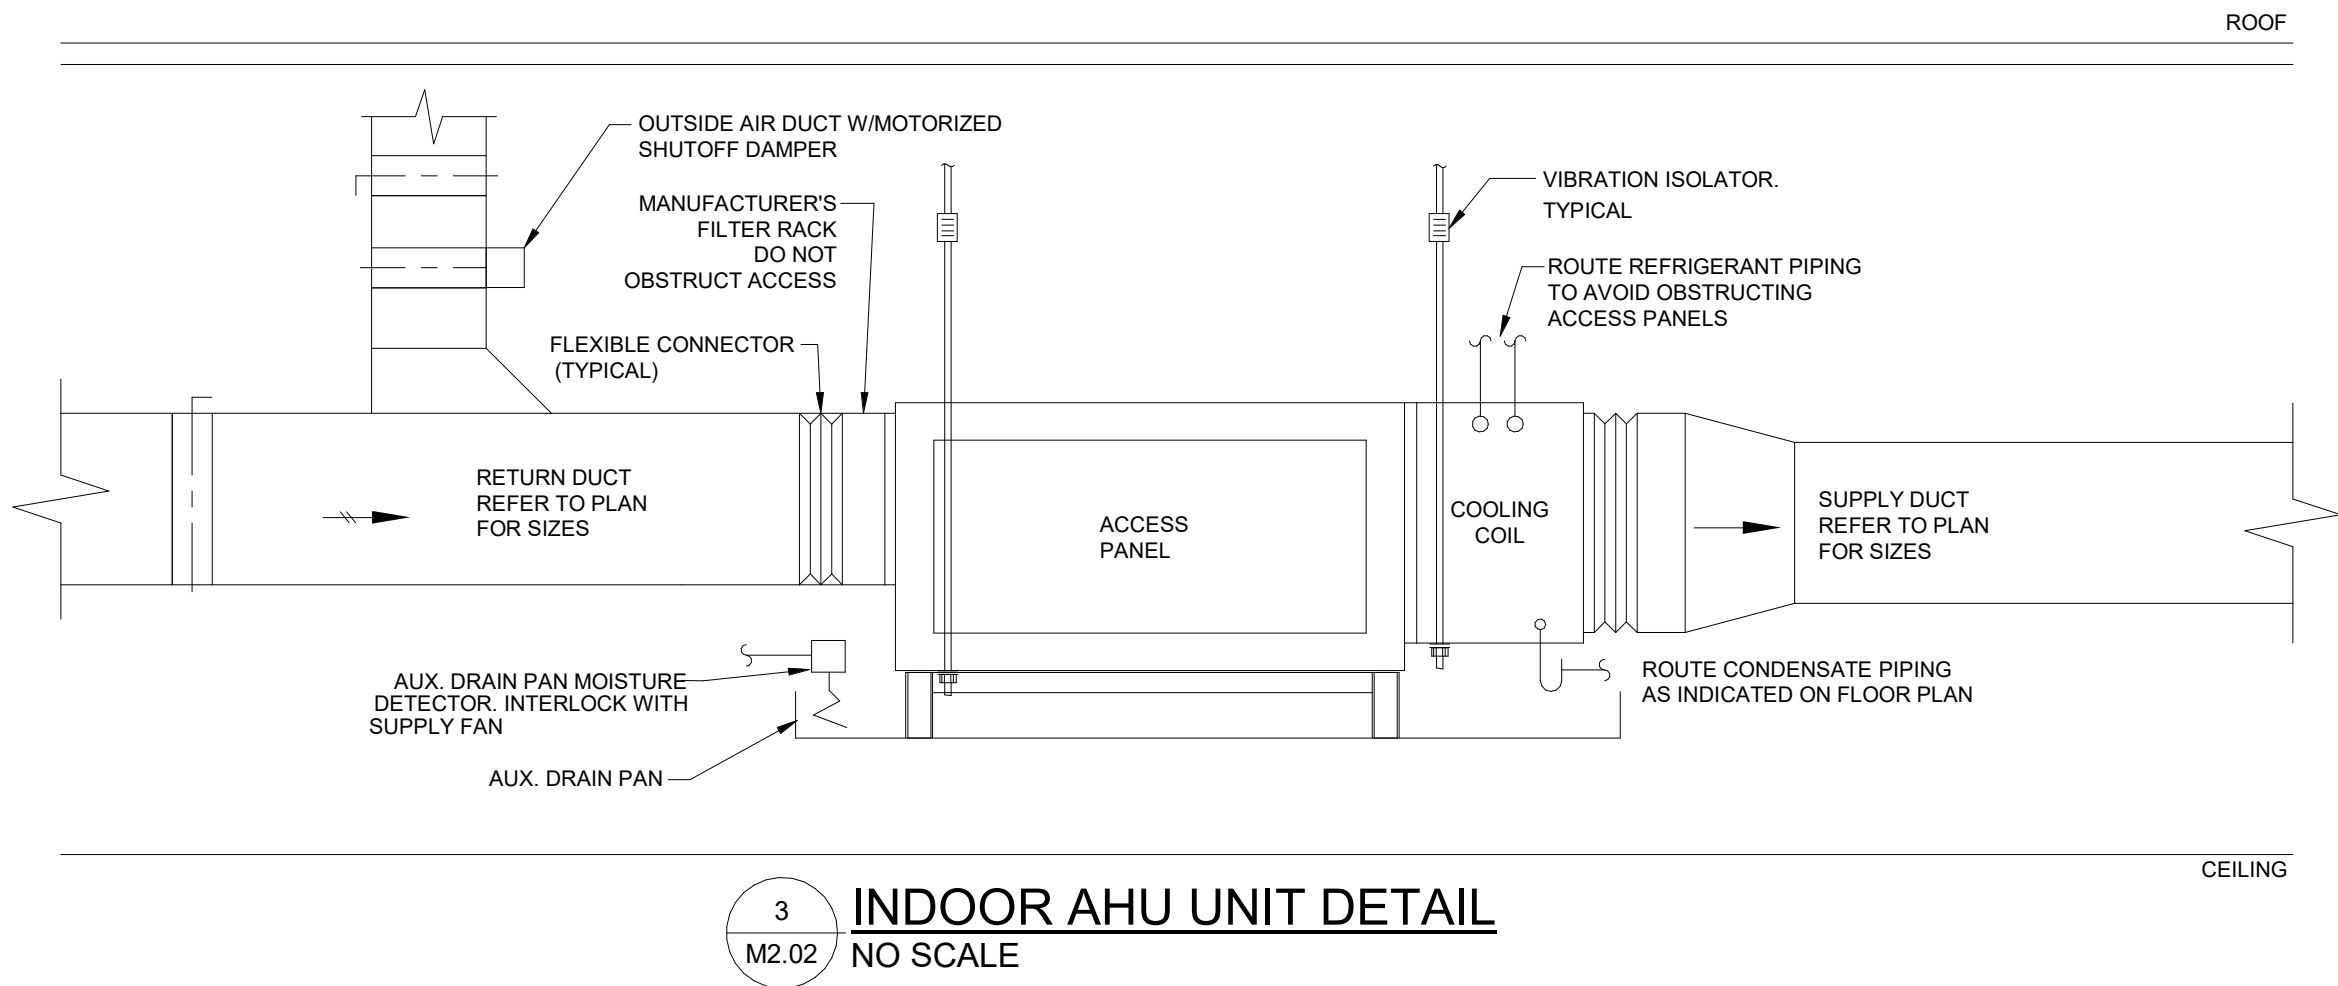 ROOF
OUTSIDE AIR DUCT W/MOTORIZED
SHUTOFF DAMPER
MANUFACTURER'S
FILTER RACK
DO NOT
OBSTRUCT ACCESS
VIBRATION ISOLATOR.
TYPICAL
ROUTE REFRIGERANT PIPING
TO AVOID OBSTRUCTING
ACCESS PANELS
FLEXIBLE CONNECTOR
(TYPICAL)
RETURN DUCT
REFER TO PLAN
FOR SIZES
ACCESS
PANEL
COOLING
COIL
SUPPLY DUCT
REFER TO PLAN
FOR SIZES
AUX. DRAIN PAN MOISTURE
DETECTOR. INTERLOCK WITH
SUPPLY FAN
ROUTE CONDENSATE PIPING
AS INDICATED ON FLOOR PLAN
AUX. DRAIN PAN
CEILING
3
M2.02
INDOOR AHU UNIT DETAIL
NO SCALE